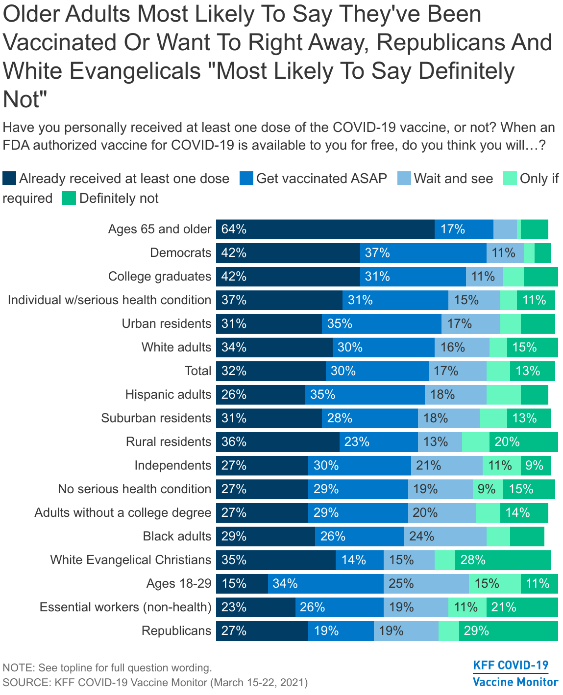 Older Adults Most Likely To Say They've Been
Vaccinated Or Want To Right Away, Republicans And
White Evangelicals "Most Likely To Say Definitely
Not"
Have you personally received at least one dose of the COVID-19 vaccine, or not? When an
FDA authorized vaccine for COVID-19 is available to you for free, do you think you will…?
Already received at least one dose Get vaccinated ASAP Wait and see Only if
required Definitely not
Ages 65 and older 64% 17%
Democrats 42% 37% 11%
College graduates 42% 31% 11%
Individual w/serious health condition 37% 31% 15% 11%
Urban residents 31% 35% 17%
White adults 34% 30% 16% 15%
Total 32% 30% 17% 13%
Hispanic adults 26% 35% 18%
Suburban residents 31% 28% 18% 13%
Rural residents 36% 23% 13% 20%
Independents 27% 30% 21% 11% 9%
No serious health condition 27% 29% 19% 9% 15%
Adults without a college degree 27% 29% 20% 14%
Black adults 29% 26% 24%
White Evangelical Christians 35% 14% 15% 28%
Ages 18-29 15% 34% 25% 15% 11%
Essential workers (non-health) 23% 26% 19% 11% 21%
Republicans 27% 19% 19% 29%
NOTE: See topline for full question wording.
SOURCE: KFF COVID-19 Vaccine Monitor (March 15-22, 2021)
KFF COVID-19
Vaccine Monitor